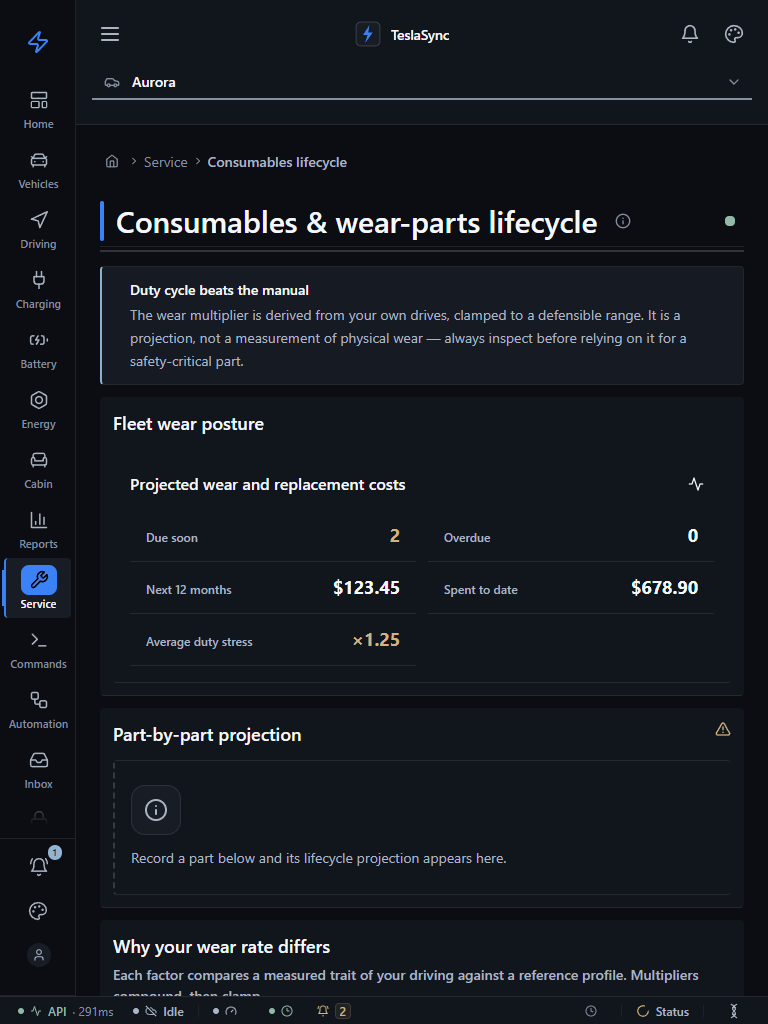 TeslaSync
Aurora
Home
Vehicles
Driving
Charging
Battery
Energy
Cabin
Reports
Service
Commands
Automation
Inbox
1
Service
Consumables lifecycle
Consumables & wear-parts lifecycle
Duty cycle beats the manual
The wear multiplier is derived from your own drives, clamped to a defensible range. It is a
projection, not a measurement of physical wear — always inspect before relying on it for a
safety-critical part.
Fleet wear posture
Projected wear and replacement costs
Due soon 2
Overdue 0
Next 12 months $123.45
Spent to date $678.90
Average duty stress ×1.25
Part-by-part projection
Record a part below and its lifecycle projection appears here.
Why your wear rate differs
Each factor compares a measured trait of your driving against a reference profile. Multipliers
compound, then clamp.
API · 291ms
Idle
2
Status